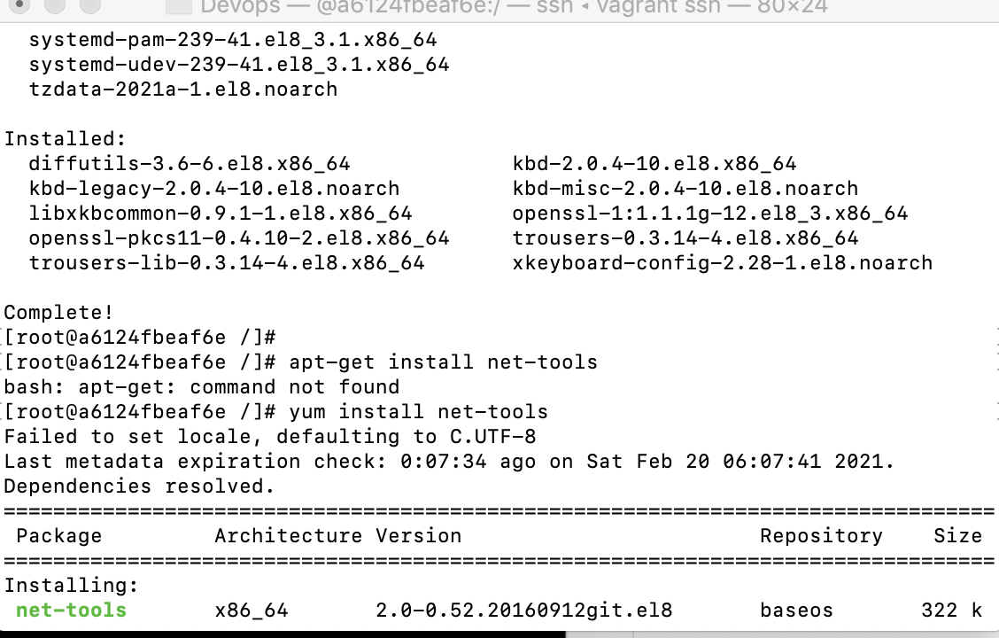 Devops — @a6124fbeaf6e:/ — ssh ◂ vagrant ssh — 80×24
systemd-pam-239-41.el8_3.1.x86_64
systemd-udev-239-41.el8_3.1.x86_64
tzdata-2021a-1.el8.noarch
Installed:
diffutils-3.6-6.el8.x86_64 kbd-2.0.4-10.el8.x86_64
kbd-legacy-2.0.4-10.el8.noarch kbd-misc-2.0.4-10.el8.noarch
libxkbcommon-0.9.1-1.el8.x86_64 openssl-1:1.1.1g-12.el8_3.x86_64
openssl-pkcs11-0.4.10-2.el8.x86_64 trousers-0.3.14-4.el8.x86_64
trousers-lib-0.3.14-4.el8.x86_64 xkeyboard-config-2.28-1.el8.noarch
Complete!
[root@a6124fbeaf6e /]#
[root@a6124fbeaf6e /]# apt-get install net-tools
bash: apt-get: command not found
[root@a6124fbeaf6e /]# yum install net-tools
Failed to set locale, defaulting to C.UTF-8
Last metadata expiration check: 0:07:34 ago on Sat Feb 20 06:07:41 2021.
Dependencies resolved.
================================================================================
Package Architecture Version Repository Size
================================================================================
Installing:
net-tools x86_64 2.0-0.52.20160912git.el8 baseos 322 k